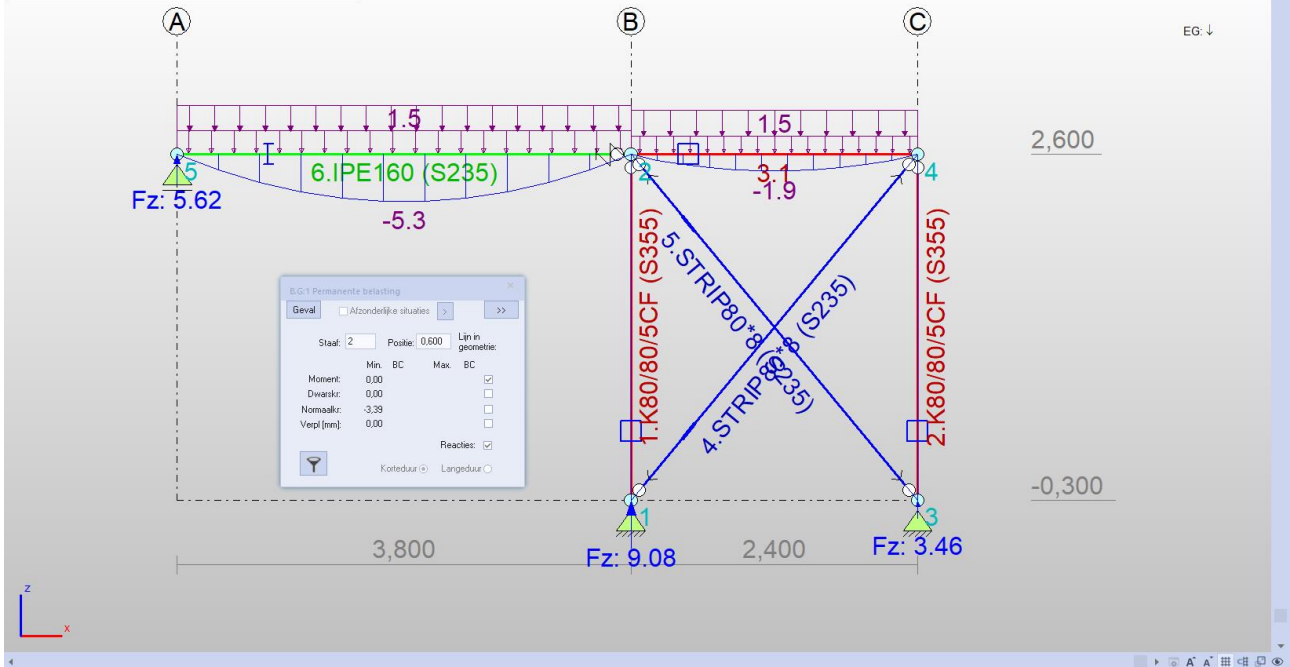 A
B
C
EG:↓
1.5
1.5
2,600
5
6.IPE160 (S235)
2
3.1
4
Fz: 5.62
-1.9
-5.3
1.K80/80/5CF (S355)
5.STRIP80*8 (S235)
4.STRIP80*8 (S235)
2.K80/80/5CF (S355)
B.G:1 Permanente belasting
Geval
Afzonderlijke situaties
>
>>
Staaf: 2 Positie: 0,600 Lijn in
geometrie:
Min. BC Max. BC
Moment: 0,00
Dwarskr: 0,00
Normaalkr: -3,39
Verpl [mm]: 0,00
Reacties:
Korteduur Langeduur
-0,300
1
3
3,800
Fz: 9.08
2,400
Fz: 3.46
z
x